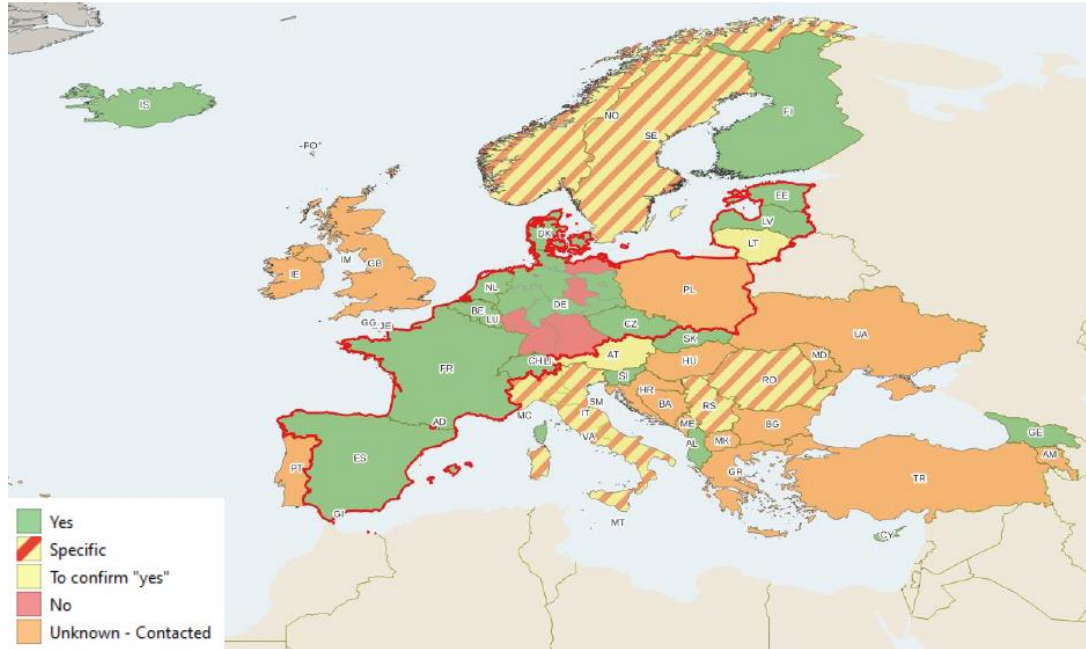 IS
FI
NO
SE
FO
EE
LV
DK
LT
IM
GB
IE
NL
PL
DE
BE
LU
GG
JE
CZ
UA
SK
FR
AT
CH
LI
HU
MD
SI
RO
HR
SM
BA
RS
MC
IT
AD
ME
BG
VA
AL
MK
GE
AM
PT
ES
GR
TR
GI
MT
CY
Yes
Specific
To confirm "yes"
No
Unknown - Contacted